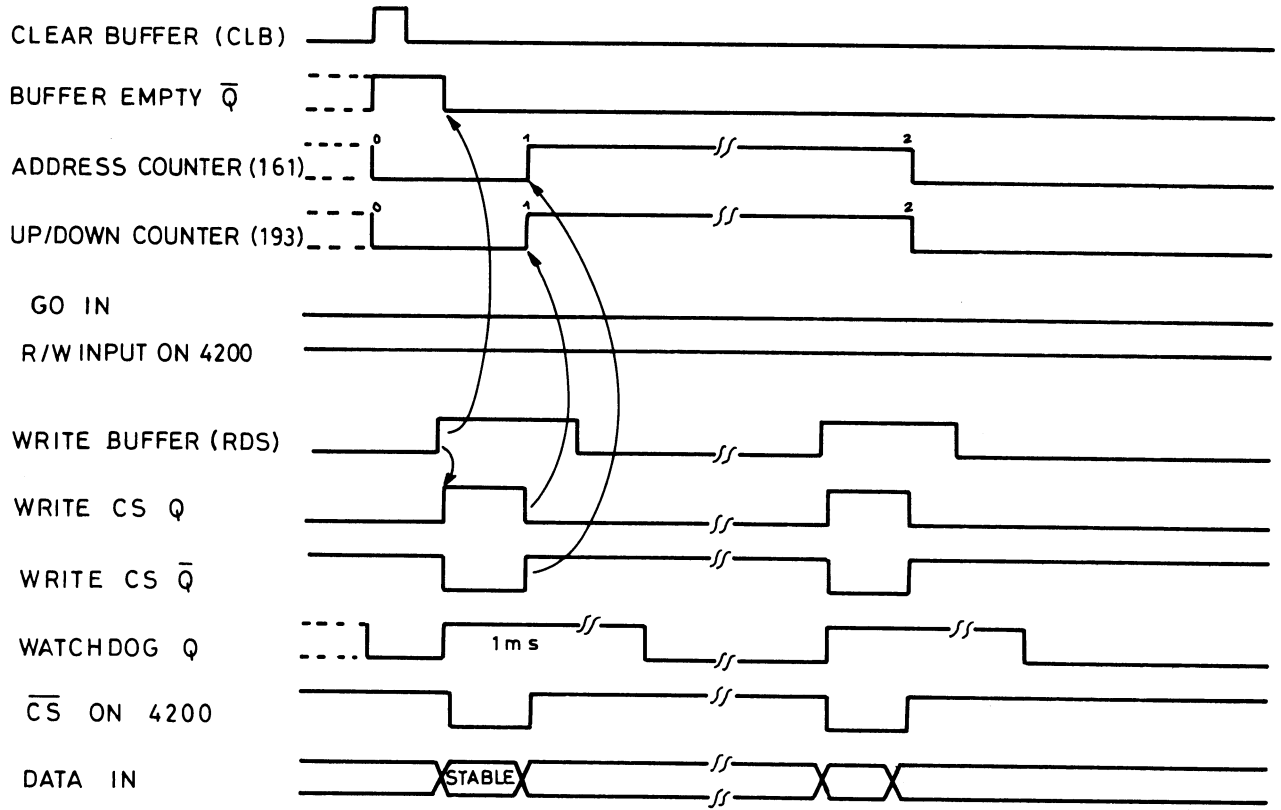 CLEAR BUFFER (CLB)
BUFFER EMPTY Q̅
0 1 2
ADDRESS COUNTER (161)
0 1 2
UP/DOWN COUNTER (193)
GO IN
R/W INPUT ON 4200
WRITE BUFFER (RDS)
WRITE CS Q
WRITE CS Q̅
WATCHDOG Q 1ms
C̅S̅ ON 4200
DATA IN STABLE